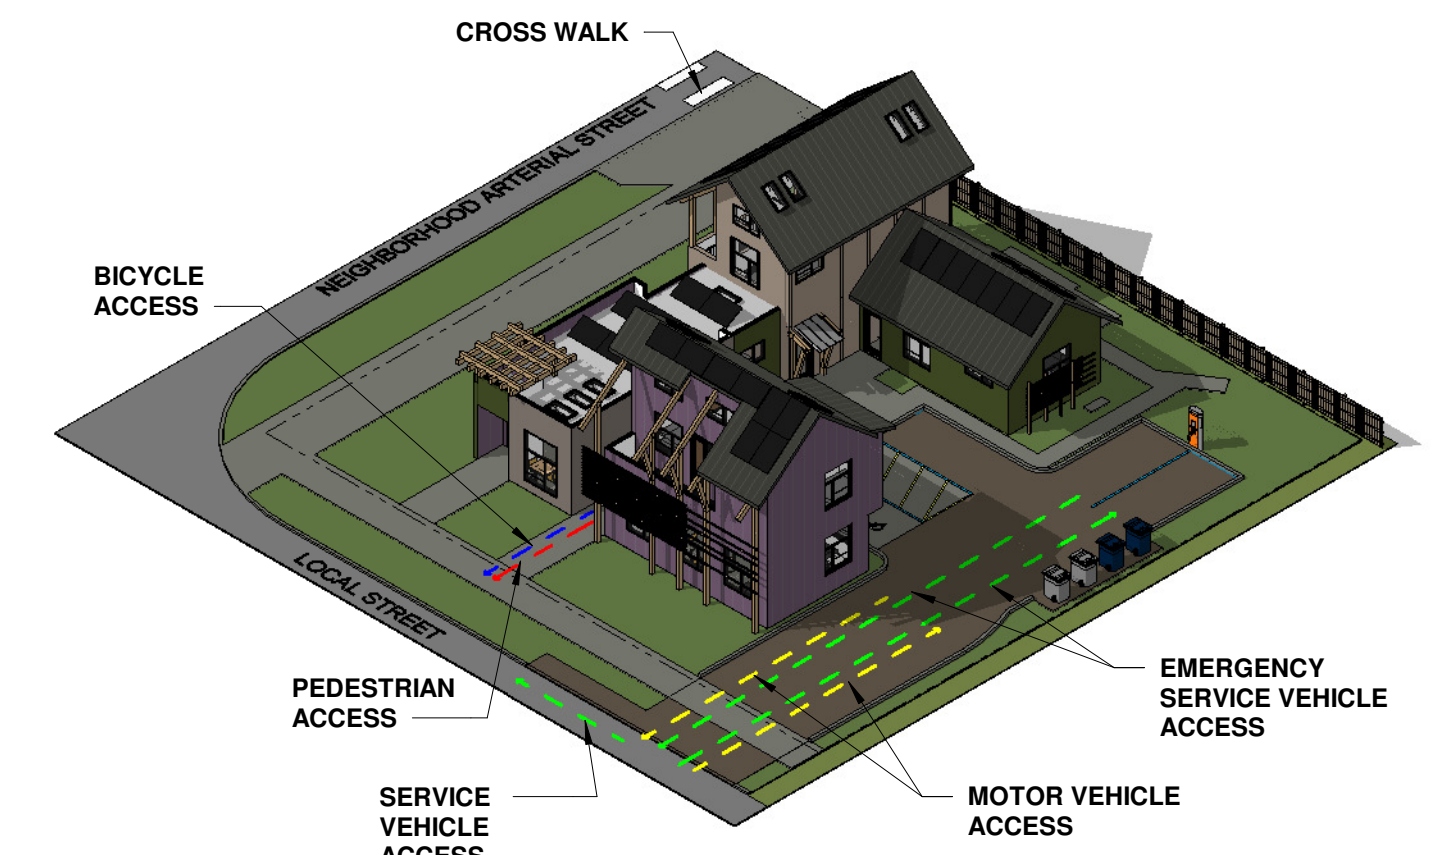 CROSS WALK
NEIGHBORHOOD ARTERIAL STREET
BICYCLE
ACCESS
LOCAL STREET
PEDESTRIAN
ACCESS
EMERGENCY
SERVICE VEHICLE
ACCESS
SERVICE
VEHICLE
ACCESS
MOTOR VEHICLE
ACCESS